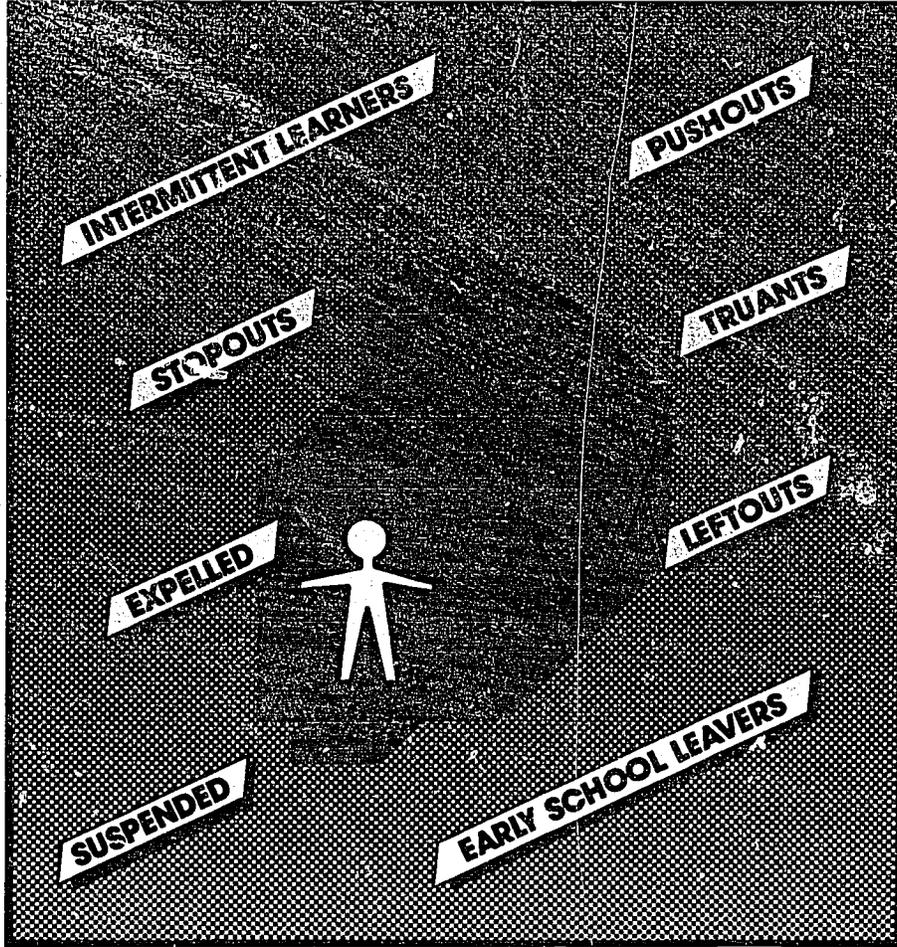 INTERMITTENT LEARNERS
PUSHOUTS
STOPOUTS
TRUANTS
EXPELLED
LEFTOUTS
SUSPENDED
EARLY SCHOOL LEAVERS